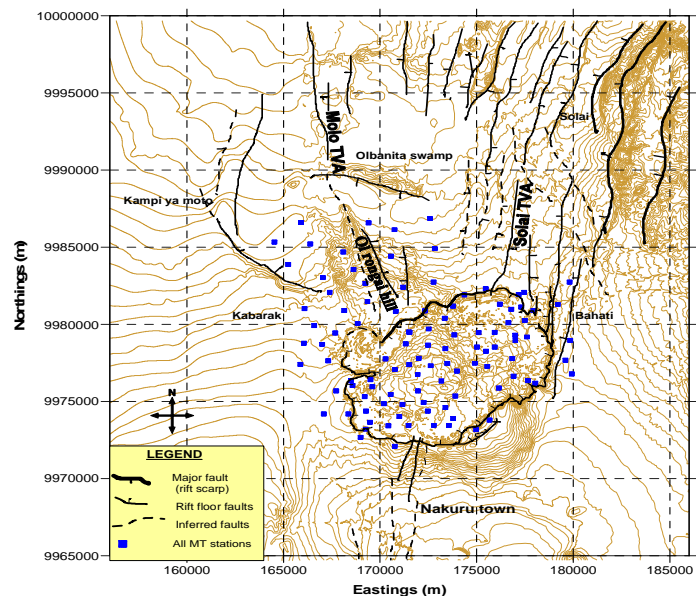 10000000
9995000
9990000
9985000
9980000
9975000
9970000
9965000
Northings (m)
Molo TVA
Solai
Olbanita swamp
Kampi ya moto
Solai TVA
Ol rongai hill
Kabarak
Bahati
N
LEGEND
Major fault
(rift scarp)
Rift floor faults
Inferred faults
All MT stations
Nakuru town
160000
165000
170000
175000
180000
185000
Eastings (m)